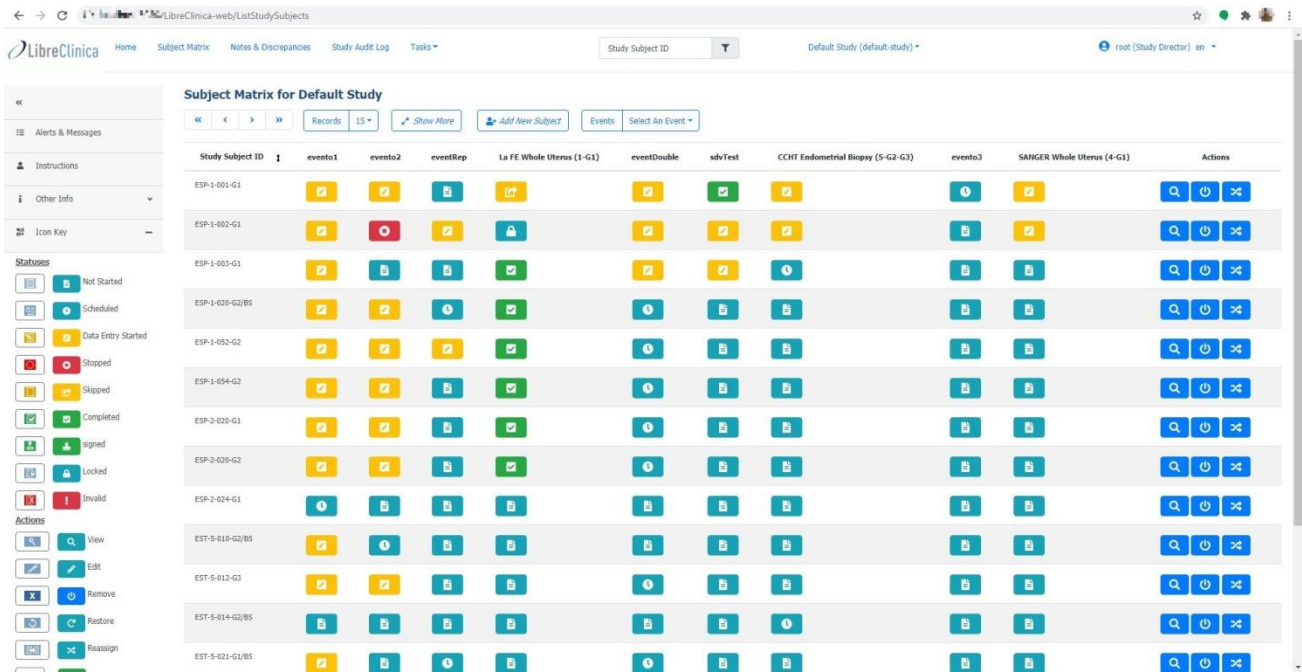 /LibreClinica-web/ListStudySubjects
LibreClinica Home Subject Matrix Notes & Discrepancies Study Audit Log Tasks Study Subject ID Default Study (default-study) root (Study Director) en
Subject Matrix for Default Study
« ‹ › » Records 15 Show More Add New Subject Events Select An Event
«
Alerts & Messages
Instructions
Other Info
Icon Key
Statuses
Not Started
Scheduled
Data Entry Started
Stopped
Skipped
Completed
signed
Locked
Invalid
Actions
View
Edit
Remove
Restore
Reassign
Study Subject ID evento1 evento2 eventRep La FE Whole Uterus (1-G1) eventDouble sdvTest CCHT Endometrial Biopsy (5-G2-G3) evento3 SANGER Whole Uterus (4-G1) Actions
ESP-1-001-G1
ESP-1-002-G1
ESP-1-003-G1
ESP-1-020-G2/BS
ESP-1-052-G2
ESP-1-054-G2
ESP-2-020-G1
ESP-2-020-G2
ESP-2-024-G1
EST-5-010-G2/BS
EST-5-012-G3
EST-5-014-G2/BS
EST-5-021-G1/BS